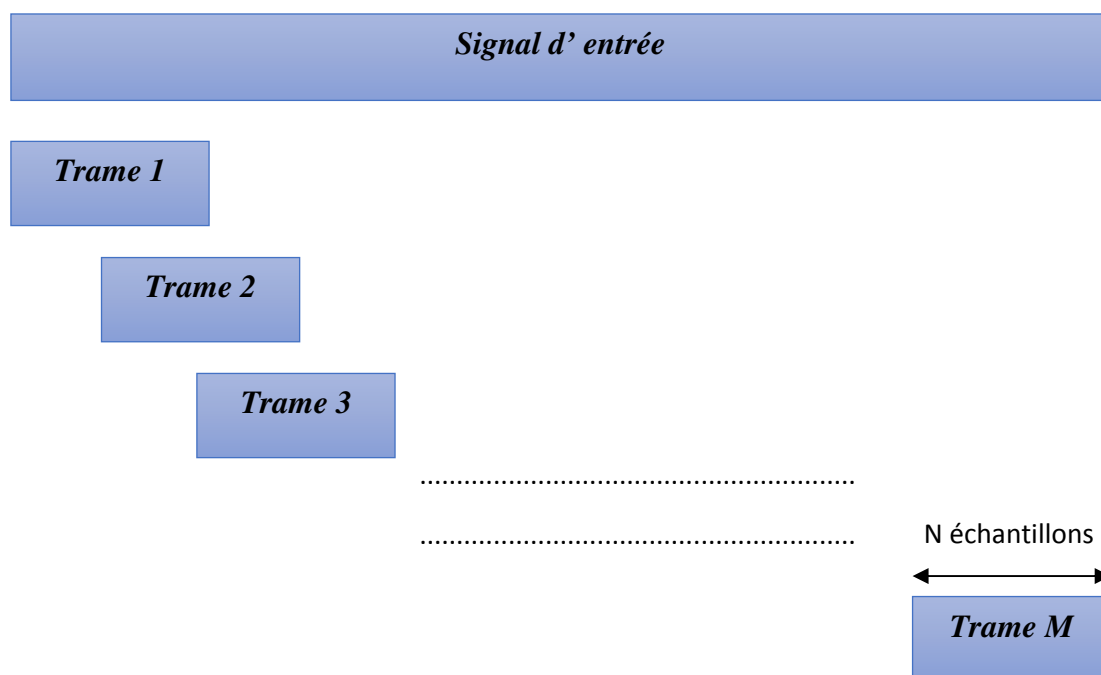 Signal d’ entrée
Trame 1
Trame 2
Trame 3
............................................................
............................................................
N échantillons
Trame M